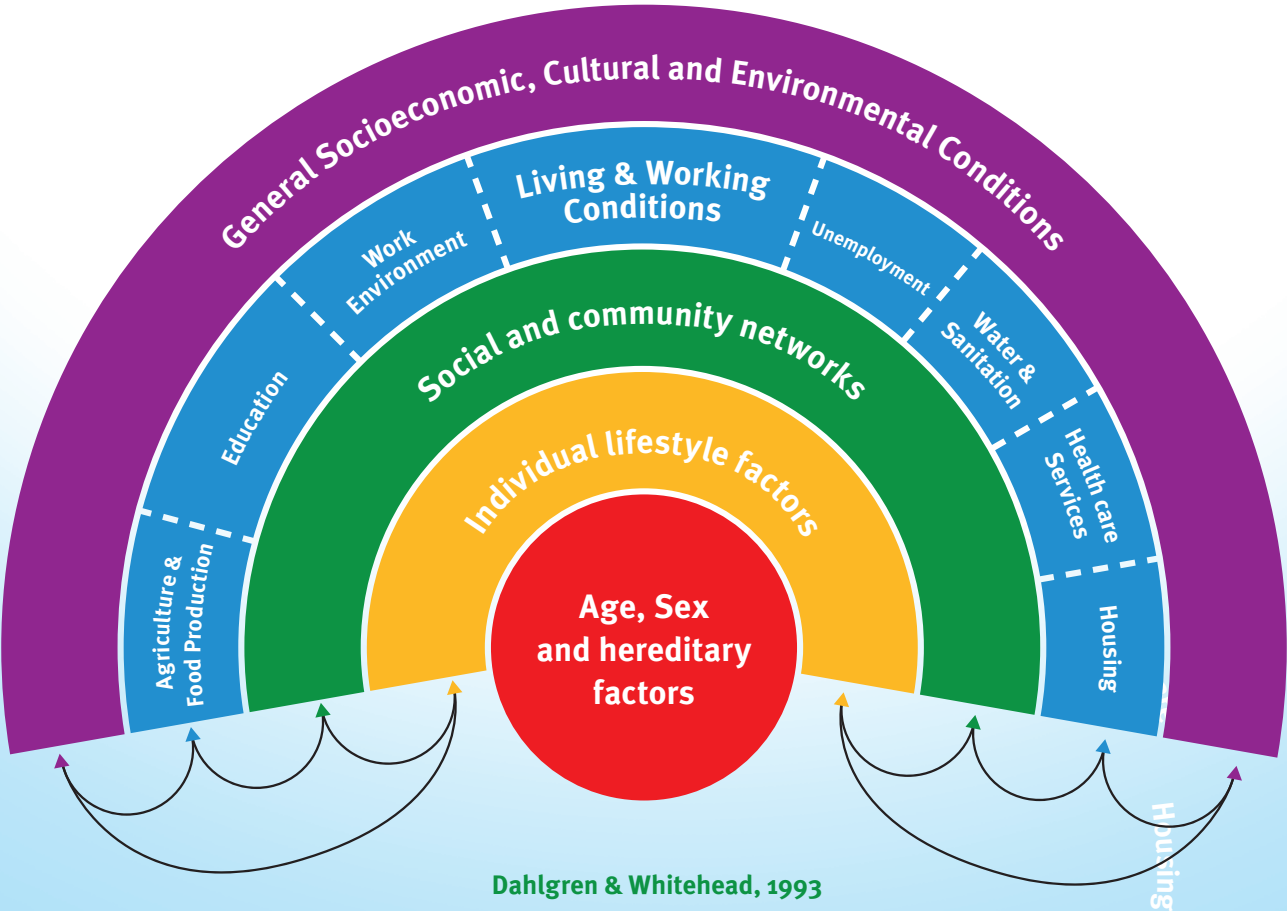 General Socioeconomic, Cultural and Environmental Conditions
Living & Working
Conditions
Work
Environment
Education
Agriculture &
Food Production
Unemployment
Water &
Sanitation
Health care
Services
Housing
Social and community networks
Individual lifestyle factors
Age, Sex
and hereditary
factors
Housing
Dahlgren & Whitehead, 1993